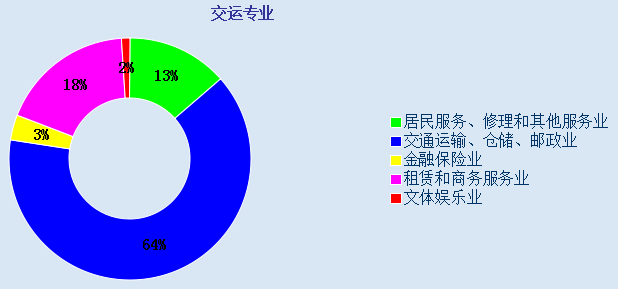 交运专业
2%
13%
18%
3%
64%
居民服务、修理和其他服务业
交通运输、仓储、邮政业
金融保险业
租赁和商务服务业
文体娱乐业